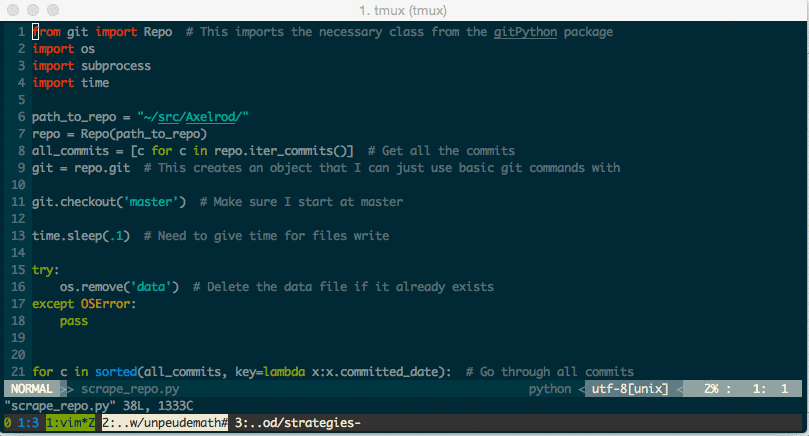 1. tmux (tmux)
1 from git import Repo  # This imports the necessary class from the gitPython package
2 import os
3 import subprocess
4 import time
5
6 path_to_repo = "~/src/Axelrod/"
7 repo = Repo(path_to_repo)
8 all_commits = [c for c in repo.iter_commits()]  # Get all the commits
9 git = repo.git  # This creates an object that I can just use basic git commands with
10
11 git.checkout('master')  # Make sure I start at master
12
13 time.sleep(.1)  # Need to give time for files write
14
15 try:
16     os.remove('data')  # Delete the data file if it already exists
17 except OSError:
18     pass
19
20
21 for c in sorted(all_commits, key=lambda x:x.committed_date):  # Go through all commits
NORMAL >> scrape_repo.py python < utf-8[unix] < 2% : 1: 1
"scrape_repo.py" 38L, 1333C
0 1:3 1:vim*Z Z:..w/unpeudemath# 3:..od/strategies-